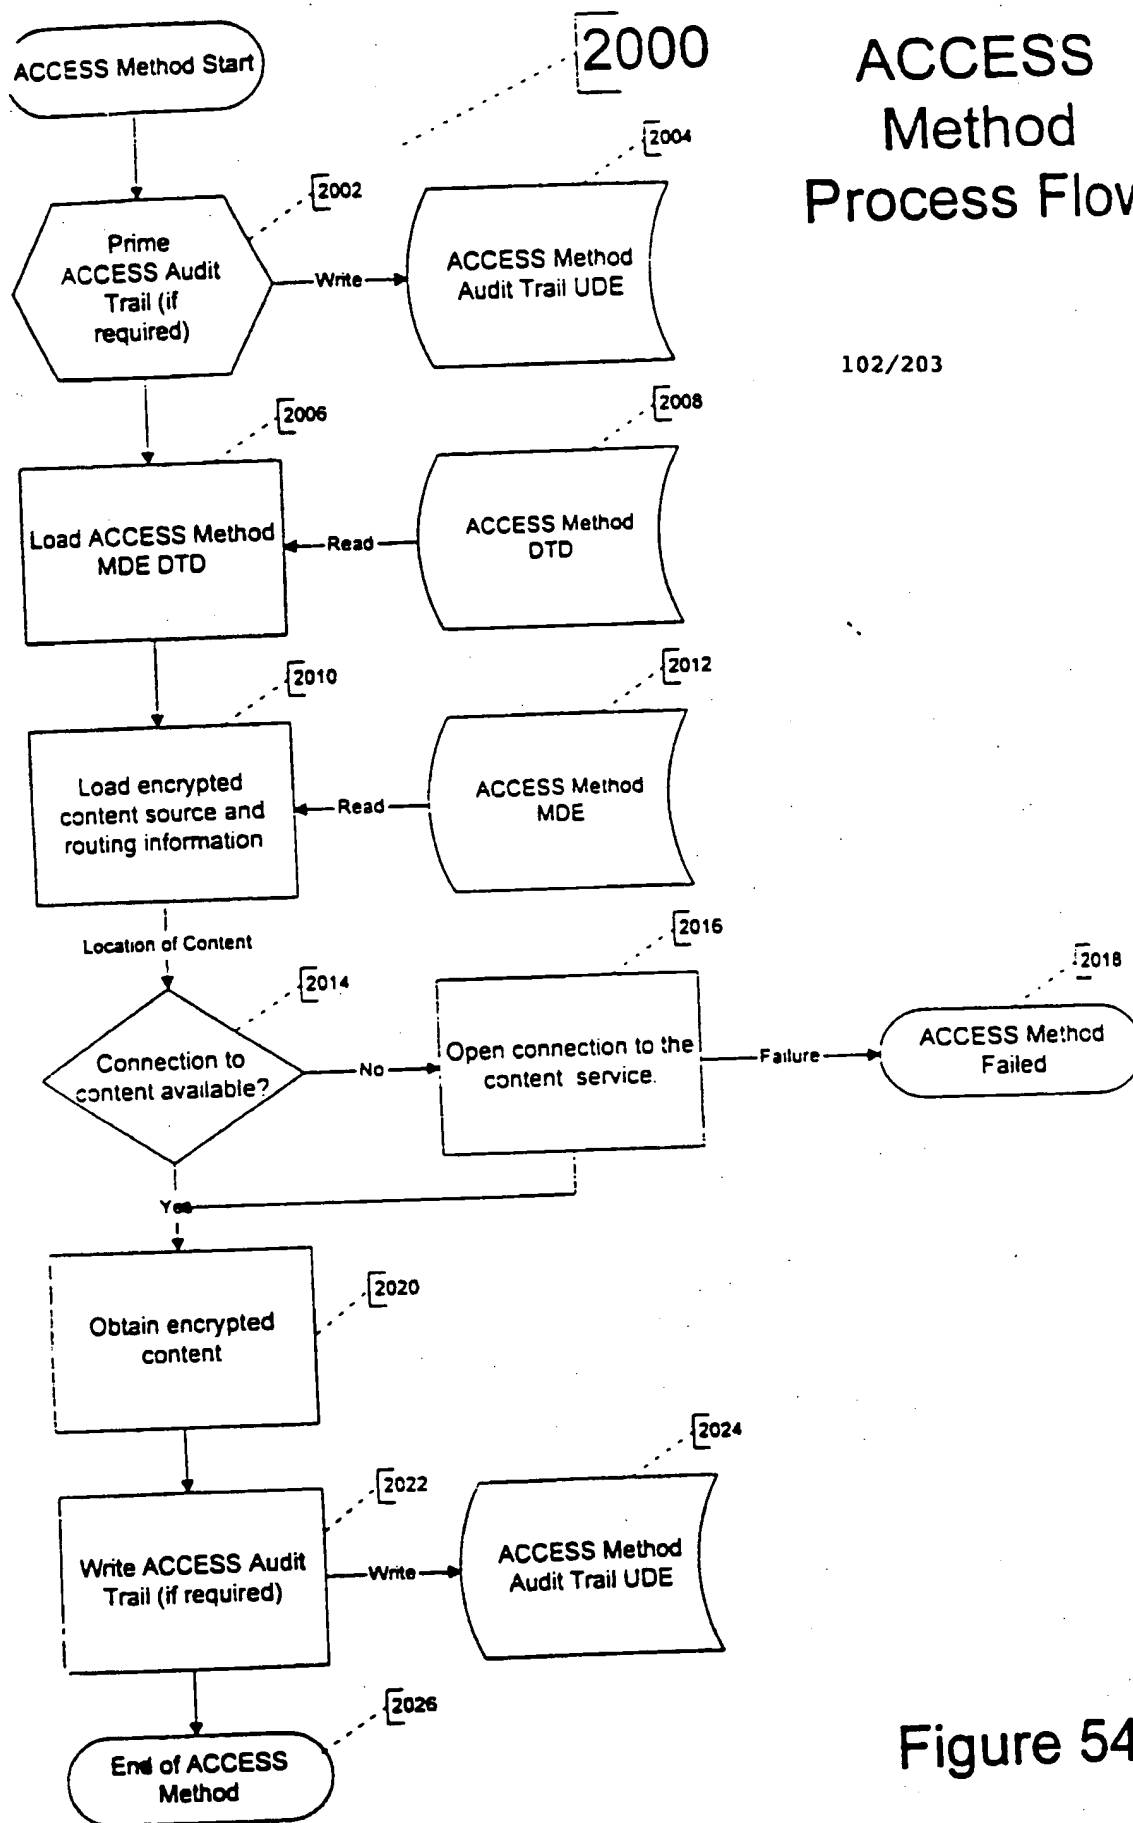 ACCESS Method Start
2000
ACCESS
Method
Process Flow
2004
2002
Prime
ACCESS Audit
Trail (if
required)
Write
ACCESS Method
Audit Trail UDE
102/203
2006
2008
Load ACCESS Method
MDE DTD
Read
ACCESS Method
DTD
2010
2012
Load encrypted
content source and
routing information
Read
ACCESS Method
MDE
Location of Content
2016
2018
2014
Connection to
content available?
No
Open connection to the
content service.
Failure
ACCESS Method
Failed
Yes
2020
Obtain encrypted
content
2024
2022
Write ACCESS Audit
Trail (if required)
Write
ACCESS Method
Audit Trail UDE
2026
End of ACCESS
Method
Figure 54